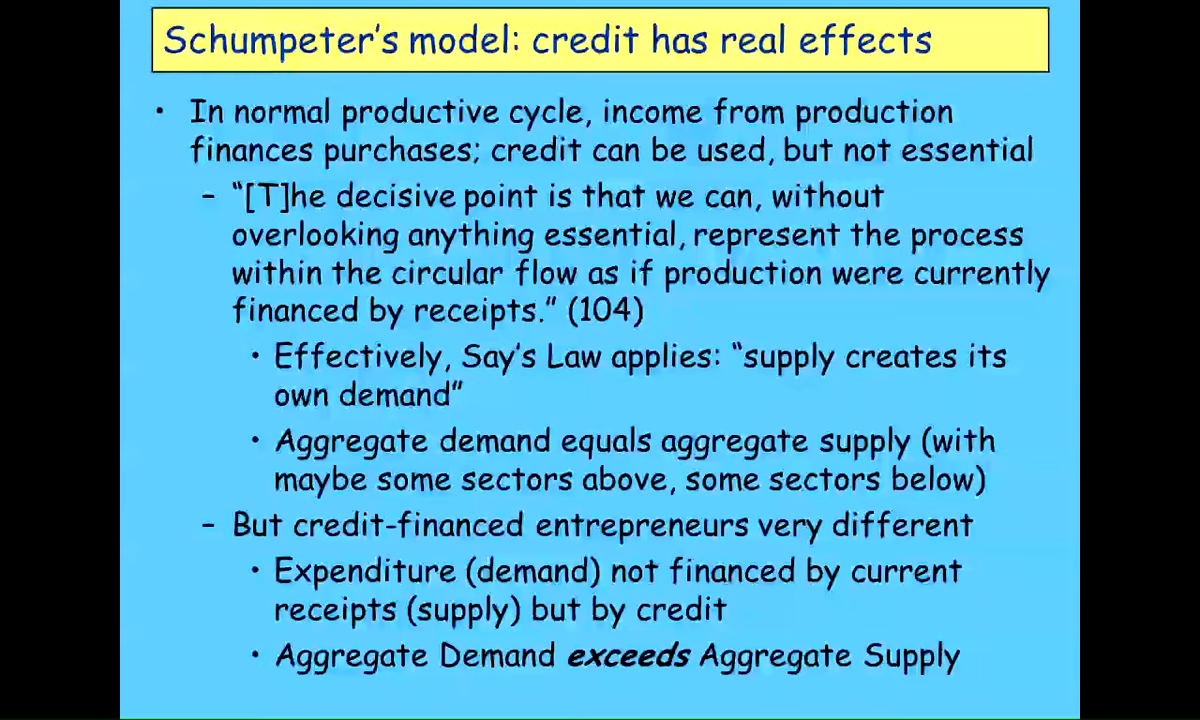 Schumpeter's model: credit has real effects
• In normal productive cycle, income from production
finances purchases; credit can be used, but not essential
– "[T]he decisive point is that we can, without
overlooking anything essential, represent the process
within the circular flow as if production were currently
financed by receipts." (104)
• Effectively, Say's Law applies: "supply creates its
own demand"
• Aggregate demand equals aggregate supply (with
maybe some sectors above, some sectors below)
– But credit-financed entrepreneurs very different
• Expenditure (demand) not financed by current
receipts (supply) but by credit
• Aggregate Demand exceeds Aggregate Supply